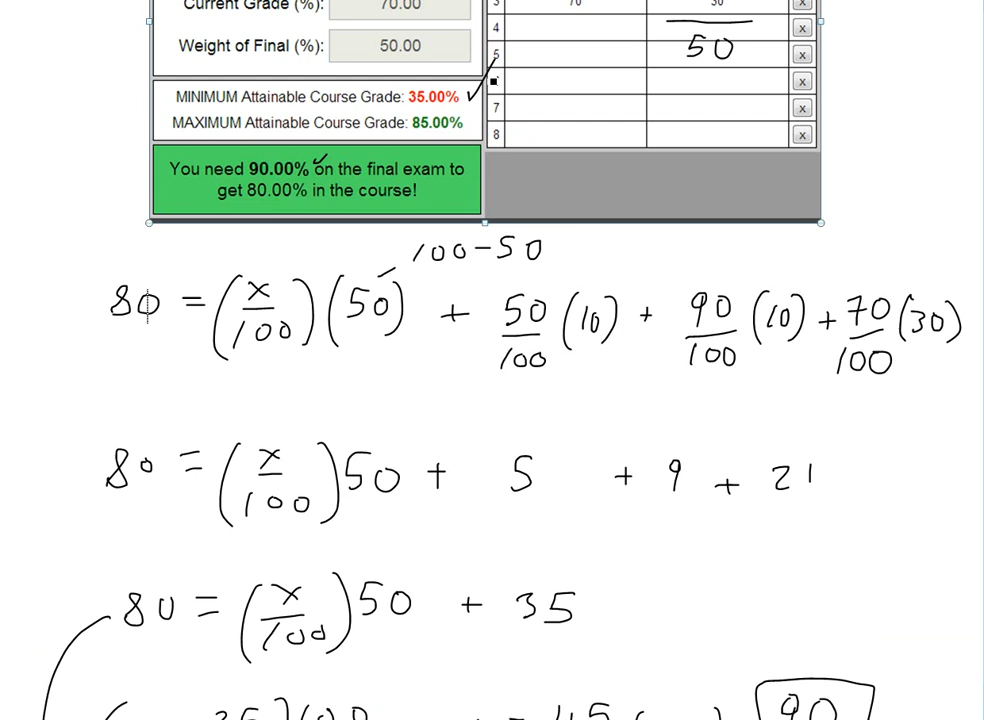 Current Grade (%): 70.00
3 70 30 x
4 x
Weight of Final (%): 50.00
5 50 x
x
MINIMUM Attainable Course Grade: 35.00%
7 x
MAXIMUM Attainable Course Grade: 85.00%
8 x
You need 90.00% on the final exam to
get 80.00% in the course!
100-50
80 = (x/100)(50) + 50/100 (10) + 90/100 (10) + 70/100 (30)
80 = (x/100)50 + 5 + 9 + 21
80 = (x/100)50 + 35
90